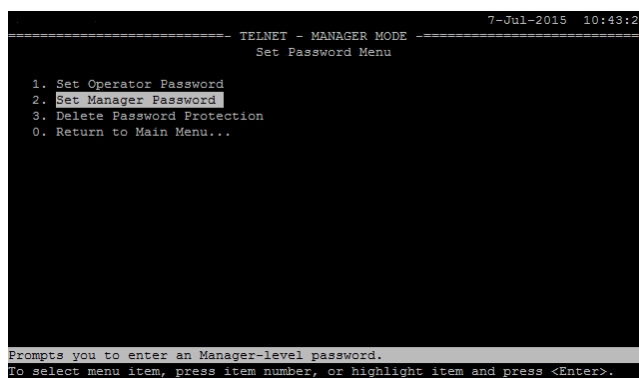 7-Jul-2015 10:43:2
===========================- TELNET - MANAGER MODE -===========================
Set Password Menu
1. Set Operator Password
2. Set Manager Password
3. Delete Password Protection
0. Return to Main Menu...
Prompts you to enter an Manager-level password.
To select menu item, press item number, or highlight item and press <Enter>.